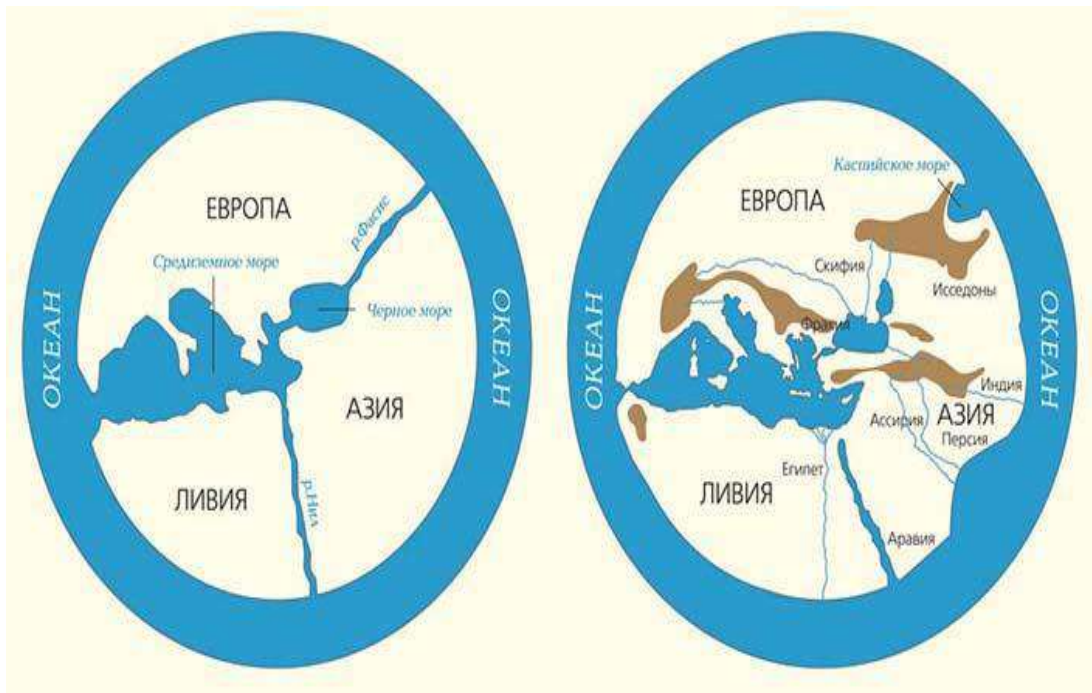 ЕВРОПА
р.Фасис
Средиземное море
Черное море
ОКЕАН
ОКЕАН
АЗИЯ
ЛИВИЯ
р.Нил
Каспийское море
ЕВРОПА
Скифия
Исседоны
Фракия
ОКЕАН
ОКЕАН
Индия
Ассирия
АЗИЯ
Персия
Египет
ЛИВИЯ
Аравия